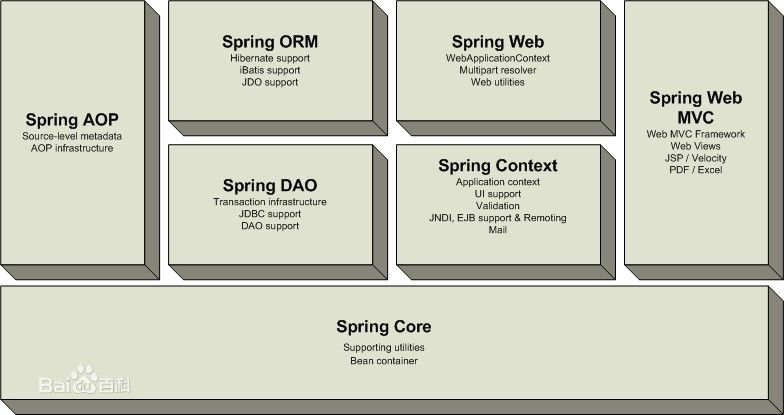 Spring AOP
Source-level metadata
AOP infrastructure
Spring ORM
Hibernate support
iBatis support
JDO support
Spring DAO
Transaction infrastructure
JDBC support
DAO support
Spring Web
WebApplicationContext
Multipart resolver
Web utilities
Spring Context
Application context
UI support
Validation
JNDI, EJB support & Remoting
Mail
Spring Web
MVC
Web MVC Framework
Web Views
JSP / Velocity
PDF / Excel
Spring Core
Supporting utilities
Bean container
Bai du 百科